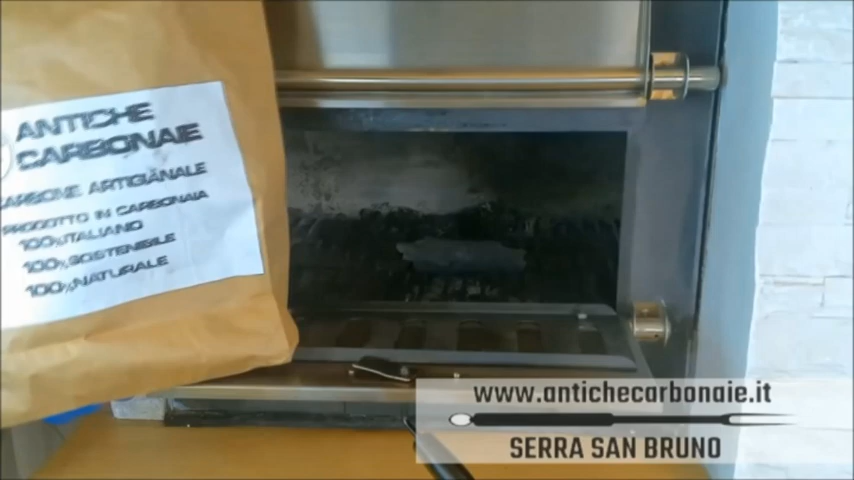 ANTICHE
CARBONAIE
CARBONE ARTIGIANALE
PRODOTTO IN CARBONAIA
100% ITALIANO
100% SOSTENIBILE
100% NATURALE
www.antichecarbonaie.it
SERRA SAN BRUNO